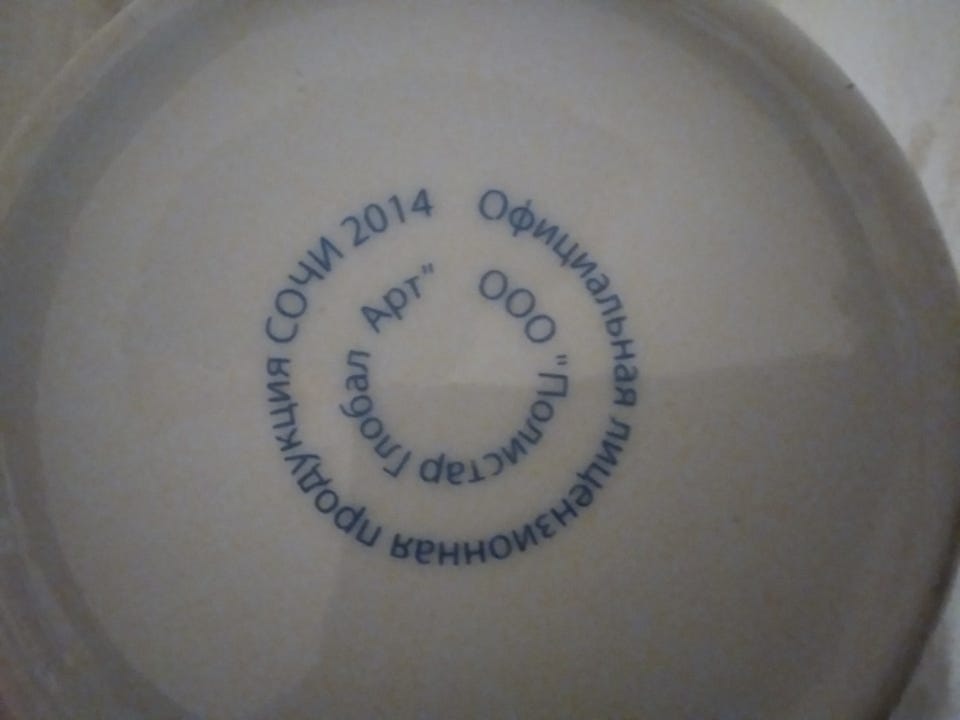 Официальная лицензионная продукция СОЧИ 2014
ООО "Полистар Глобал Арт"